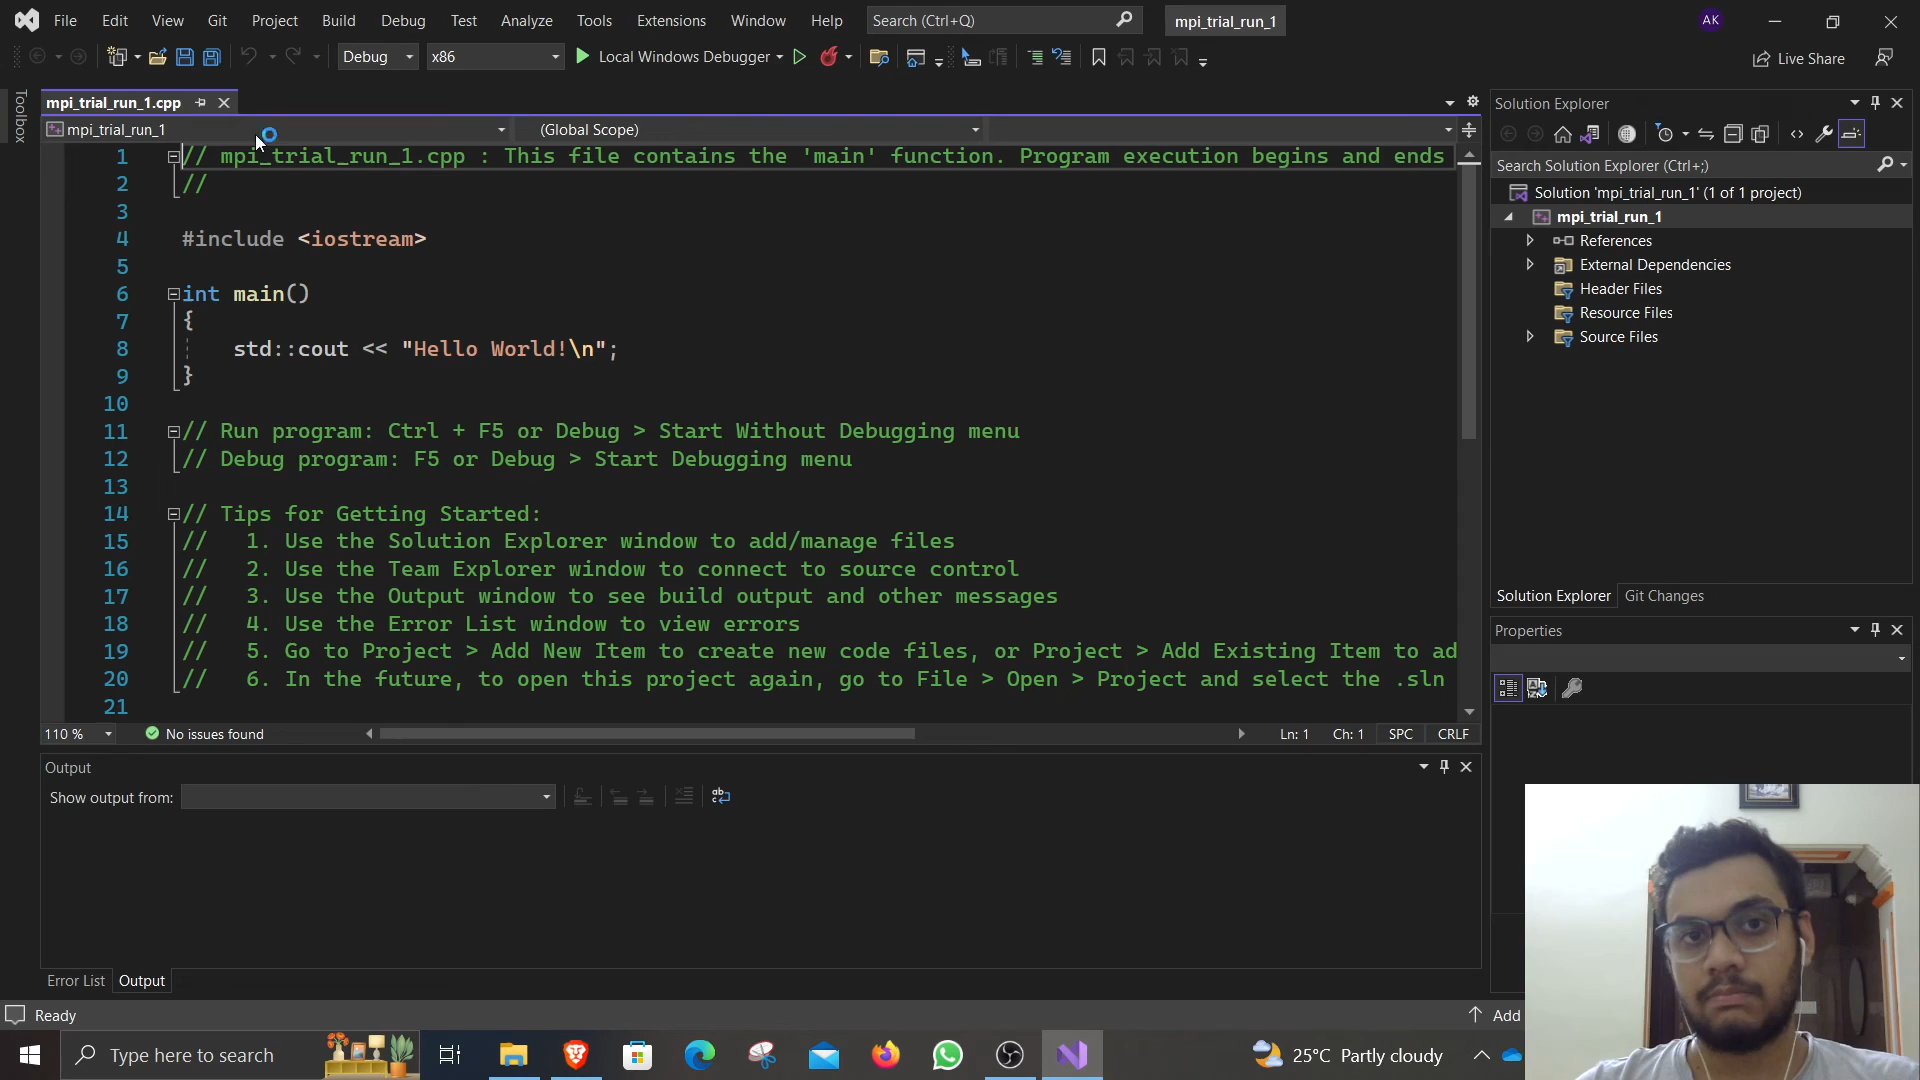 File Edit View Git Project Build Debug Test Analyze Tools Extensions Window Help Search (Ctrl+Q) mpi_trial_run_1 AK
Debug x86 Local Windows Debugger Live Share
Toolbox
mpi_trial_run_1.cpp
mpi_trial_run_1 (Global Scope)
1 // mpi_trial_run_1.cpp : This file contains the 'main' function. Program execution begins and ends
2 //
3
4 #include <iostream>
5
6 int main()
7 {
8 std::cout << "Hello World!\n";
9 }
10
11 // Run program: Ctrl + F5 or Debug > Start Without Debugging menu
12 // Debug program: F5 or Debug > Start Debugging menu
13
14 // Tips for Getting Started:
15 // 1. Use the Solution Explorer window to add/manage files
16 // 2. Use the Team Explorer window to connect to source control
17 // 3. Use the Output window to see build output and other messages
18 // 4. Use the Error List window to view errors
19 // 5. Go to Project > Add New Item to create new code files, or Project > Add Existing Item to ad
20 // 6. In the future, to open this project again, go to File > Open > Project and select the .sln
21
110 % No issues found Ln: 1 Ch: 1 SPC CRLF
Output
Show output from:
Error List Output
Solution Explorer
Search Solution Explorer (Ctrl+;)
Solution 'mpi_trial_run_1' (1 of 1 project)
mpi_trial_run_1
References
External Dependencies
Header Files
Resource Files
Source Files
Solution Explorer Git Changes
Properties
Ready Add
Type here to search 25°C Partly cloudy